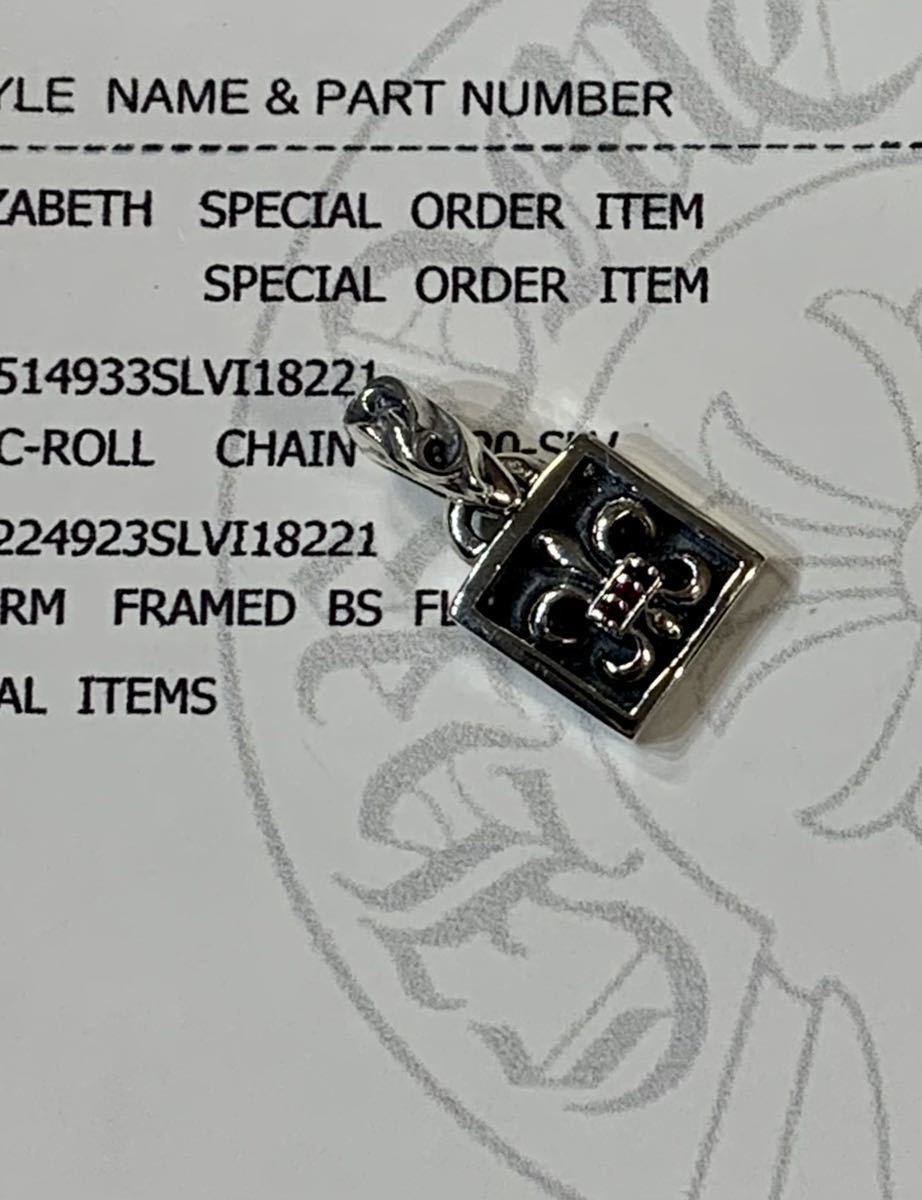 YLE NAME & PART NUMBER
ZABETH SPECIAL ORDER ITEM
SPECIAL ORDER ITEM
514933SLVI18221
C-ROLL CHAIN
224923SLVI18221
RM FRAMED BS FL
AL ITEMS